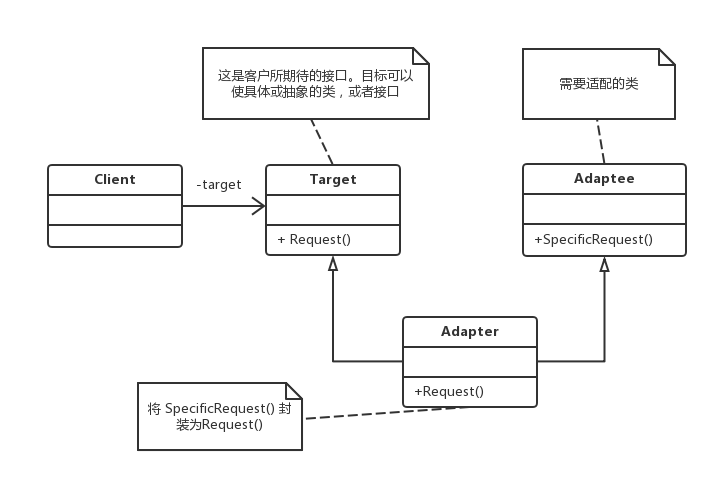 这是客户所期待的接口。目标可以
使具体或抽象的类，或者接口
需要适配的类
Client
-target
Target
+ Request()
Adaptee
+SpecificRequest()
Adapter
+Request()
将 SpecificRequest() 封
装为Request()